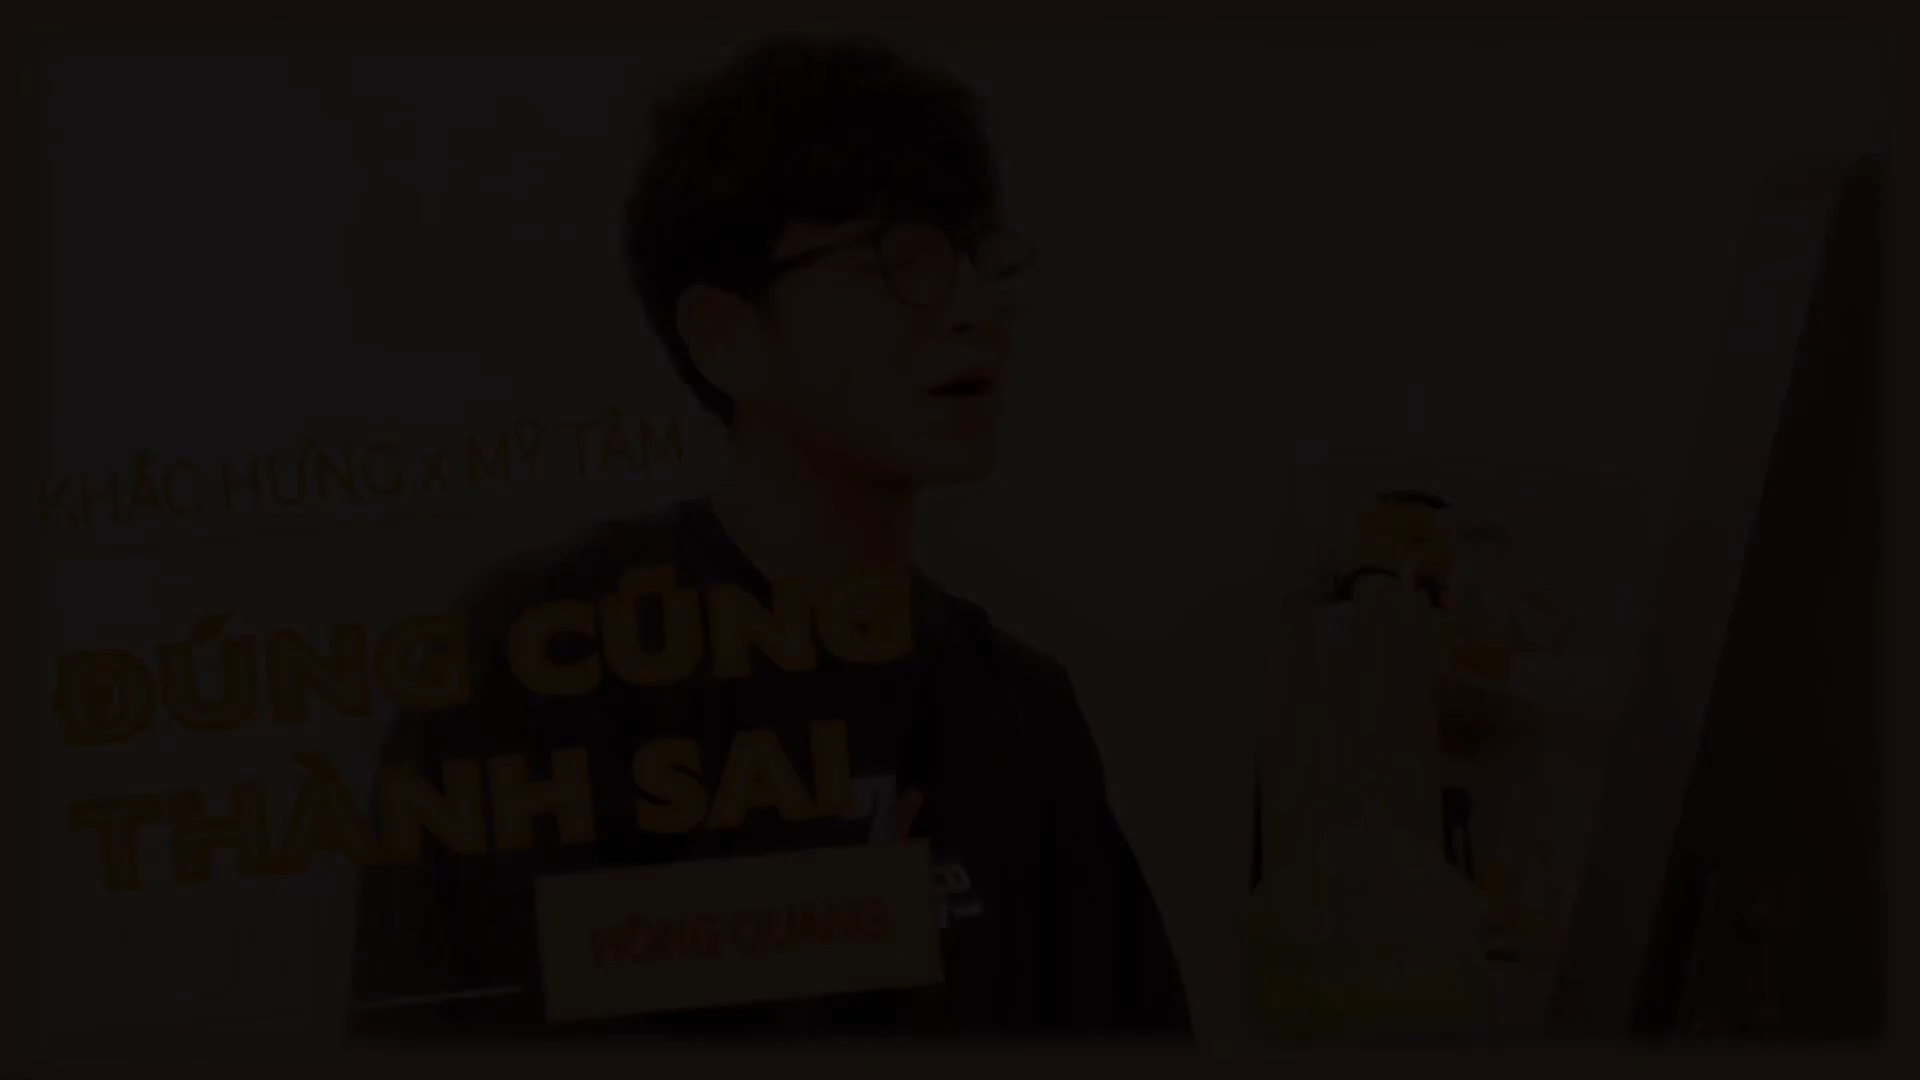 KHẮC HƯNG x MỸ TÂM
ĐÚNG CŨNG
THÀNH SAI
HỒNG QUANG